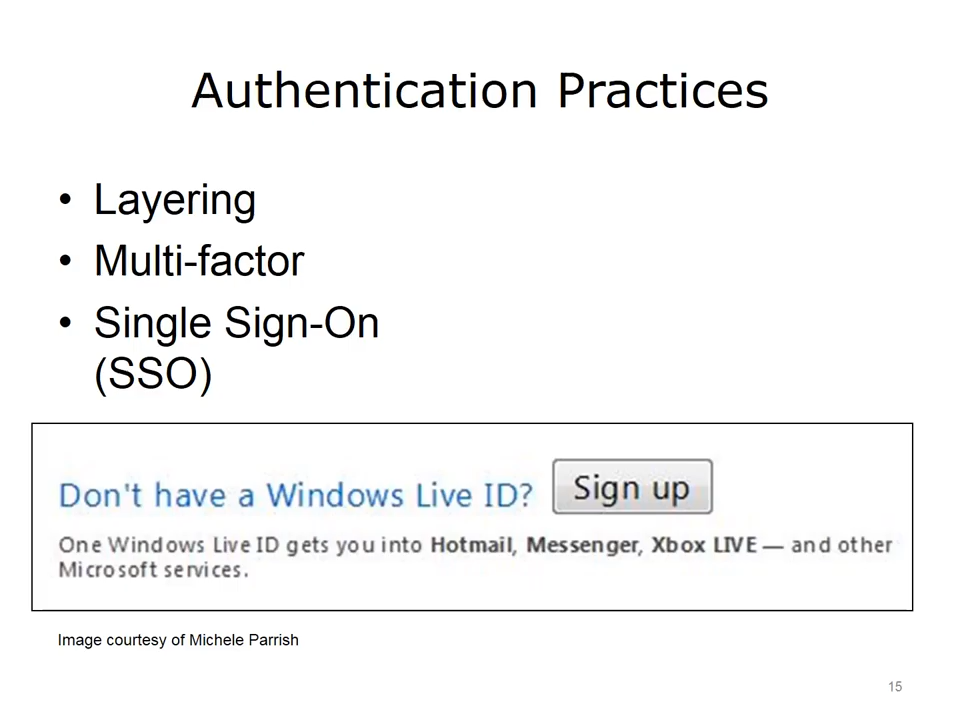 Authentication Practices
• Layering
• Multi-factor
• Single Sign-On
(SSO)
Don't have a Windows Live ID? Sign up
One Windows Live ID gets you into Hotmail, Messenger, Xbox LIVE — and other
Microsoft services.
Image courtesy of Michele Parrish
15